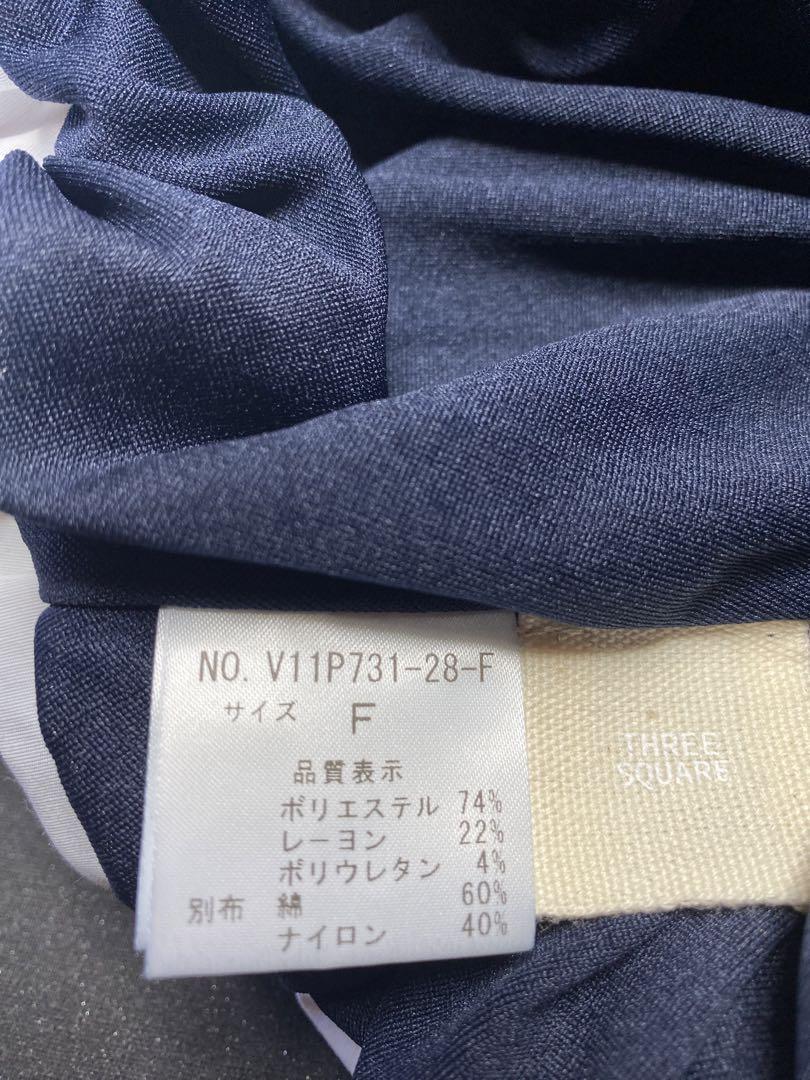 NO. V11P731-28-F
サイズ F
品質表示
ポリエステル 74%
レーヨン 22%
ポリウレタン 4%
別布 綿 60%
ナイロン 40%
THREE
SQUARE